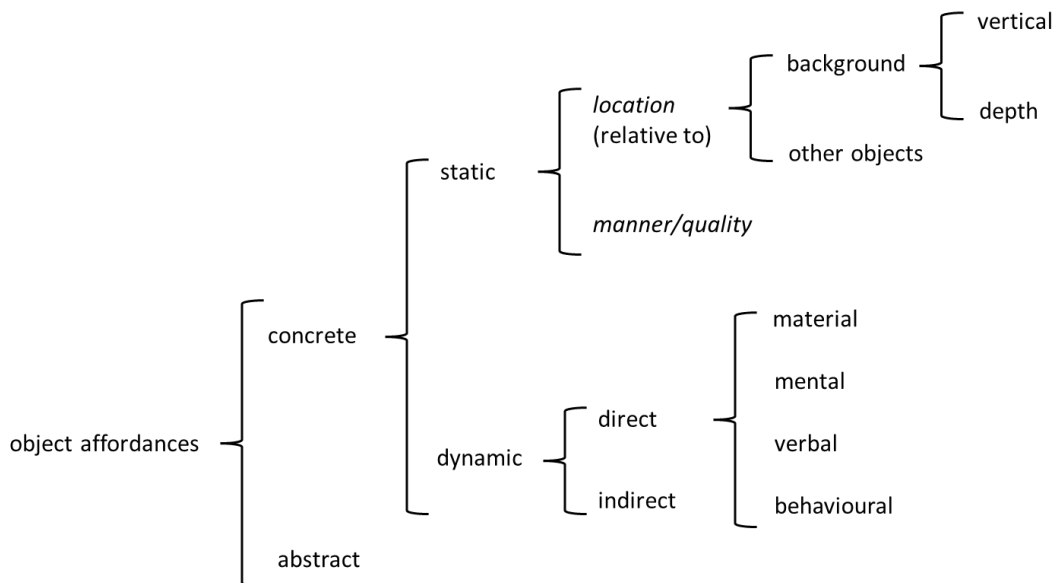 vertical
background
depth
location
(relative to)
other objects
static
manner/quality
concrete
material
mental
direct
object affordances
dynamic
verbal
indirect
behavioural
abstract